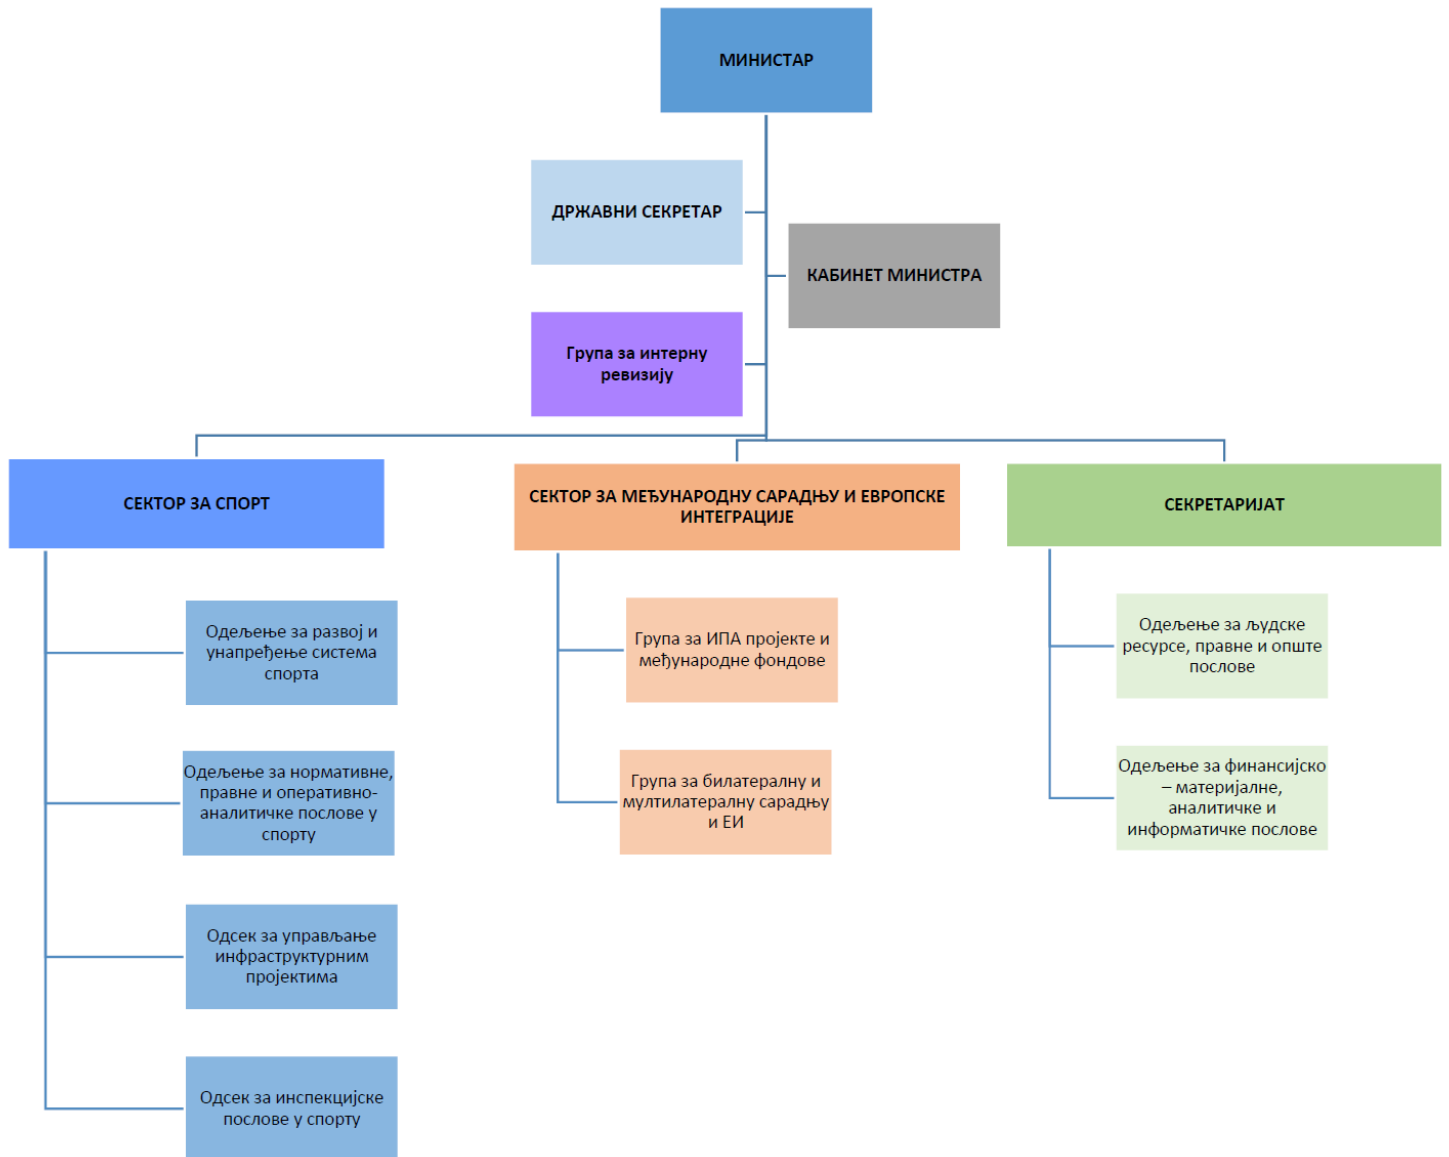 МИНИСТАР
ДРЖАВНИ СЕКРЕТАР
КАБИНЕТ МИНИСТРА
Група за интерну
ревизију
СЕКТОР ЗА СПОРТ
Одељење за развој и
унапређење система
спорта
Одељење за нормативне,
правне и оперативно-
аналитичке послове у
спорту
Одсек за управљање
инфраструктурним
пројектима
Одсек за инспекцијске
послове у спорту
СЕКТОР ЗА МЕЂУНАРОДНУ САРАДЊУ И ЕВРОПСКЕ
ИНТЕГРАЦИЈЕ
Група за ИПА пројекте и
међународне фондове
Група за билатералну и
мултилатералну сарадњу
и ЕИ
СЕКРЕТАРИЈАТ
Одељење за људске
ресурсе, правне и опште
послове
Одељење за финансијско
– материјалне,
аналитичке и
информатичке послове